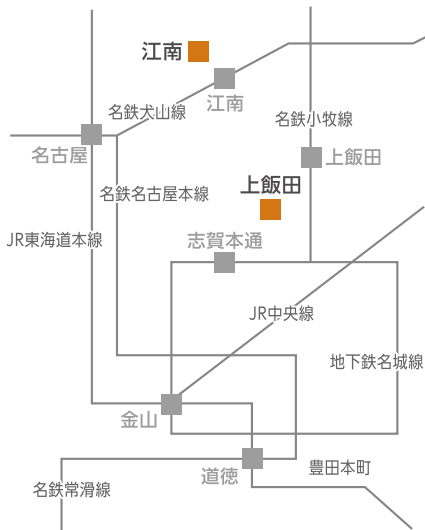 江南
江南
名鉄犬山線
名鉄小牧線
名古屋
上飯田
上飯田
名鉄名古屋本線
JR東海道本線
志賀本通
JR中央線
地下鉄名城線
金山
道徳
豊田本町
名鉄常滑線